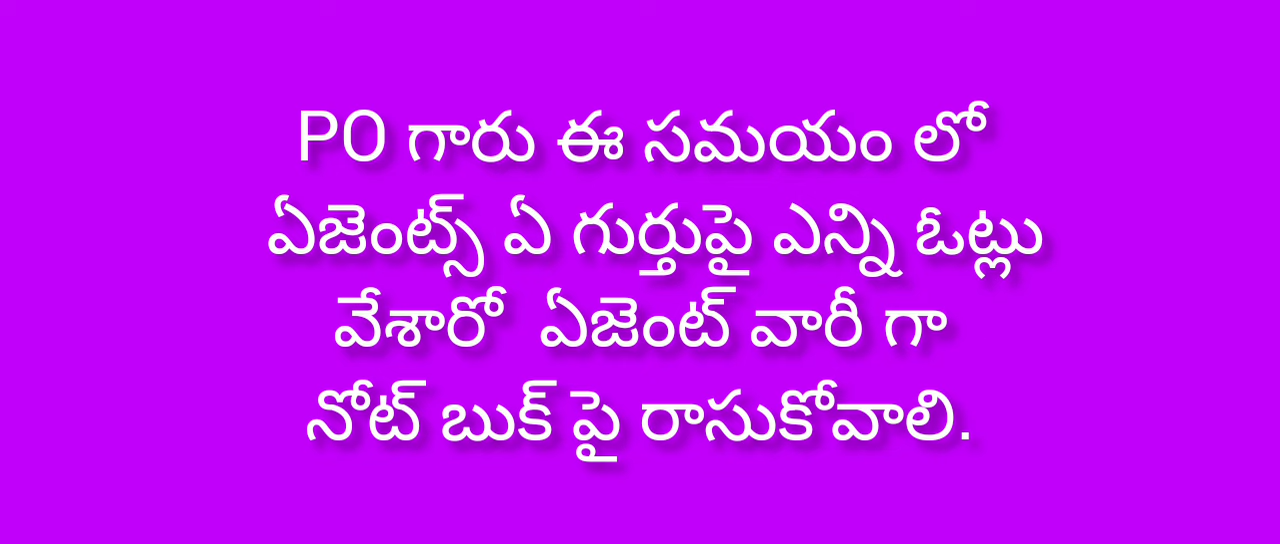 PO గారు ఈ సమయం లో
ఏజెంట్స్ ఏ గుర్తుపై ఎన్ని ఓట్లు
వేశారో ఏజెంట్ వారీ గా
నోట్ బుక్ పై రాసుకోవాలి.